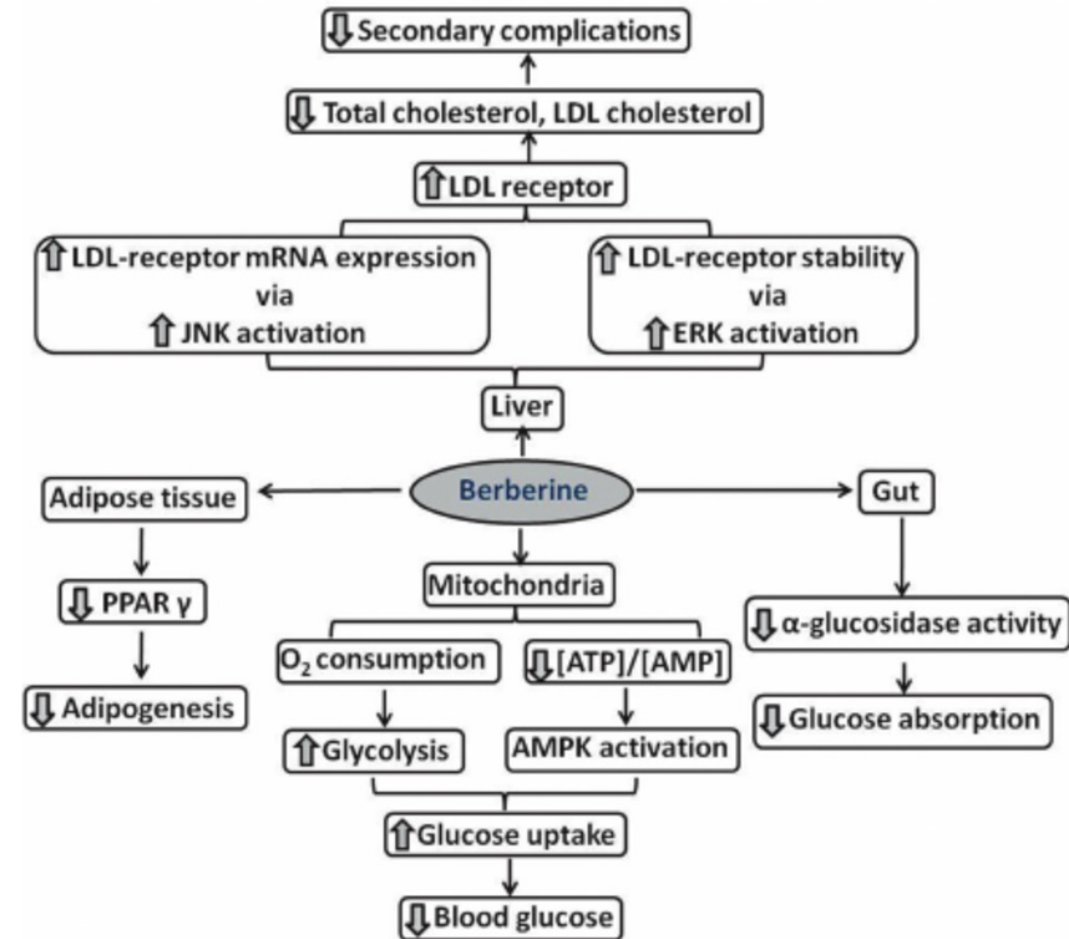 ⇩ Secondary complications
⇩ Total cholesterol, LDL cholesterol
⇧ LDL receptor
⇧ LDL-receptor mRNA expression
via
⇧ JNK activation
⇧ LDL-receptor stability
via
⇧ ERK activation
Liver
Berberine
Adipose tissue
⇩ PPAR γ
⇩ Adipogenesis
Mitochondria
O₂ consumption
⇩ [ATP]/[AMP]
⇧ Glycolysis
AMPK activation
⇧ Glucose uptake
⇩ Blood glucose
Gut
⇩ α-glucosidase activity
⇩ Glucose absorption